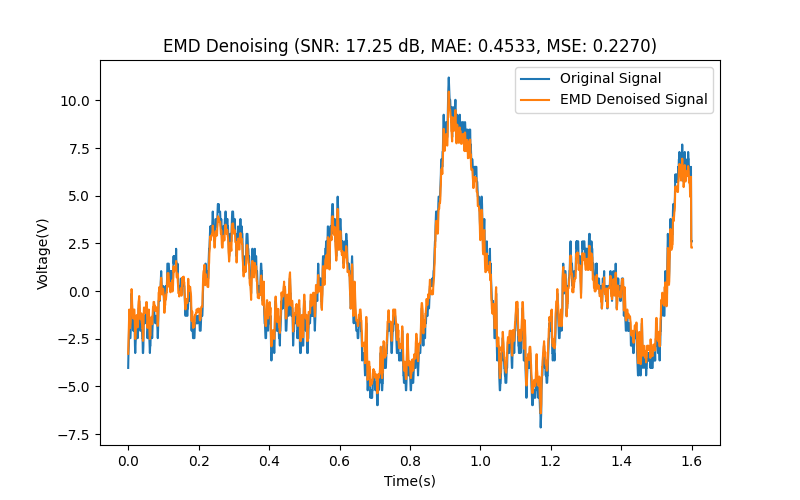 EMD Denoising (SNR: 17.25 dB, MAE: 0.4533, MSE: 0.2270)
Original Signal
EMD Denoised Signal
10.0
7.5
5.0
2.5
0.0
−2.5
−5.0
−7.5
Voltage(V)
0.0 0.2 0.4 0.6 0.8 1.0 1.2 1.4 1.6
Time(s)